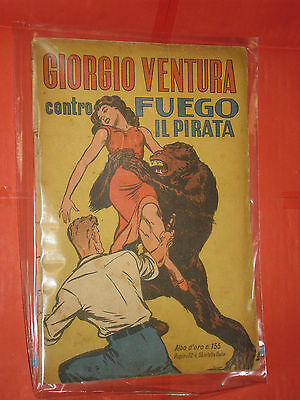 GIORGIO VENTURA
contro FUEGO
IL PIRATA
Albo d'oro n. 155